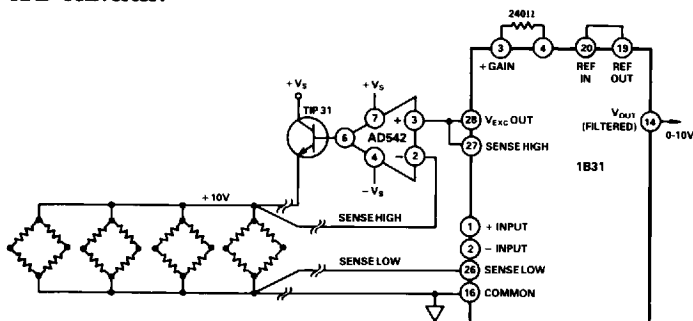 240Ω
3
4
20
19
+ GAIN
REF
IN
REF
OUT
+ VS
+ VS
TIP 31
7
3
+
6
AD542
–
2
4
– VS
28
VEXC OUT
27
SENSE HIGH
VOUT
(FILTERED)
14
0-10V
1B31
+ 10V
SENSE HIGH
1
+ INPUT
2
– INPUT
SENSE LOW
26
SENSE LOW
16
COMMON